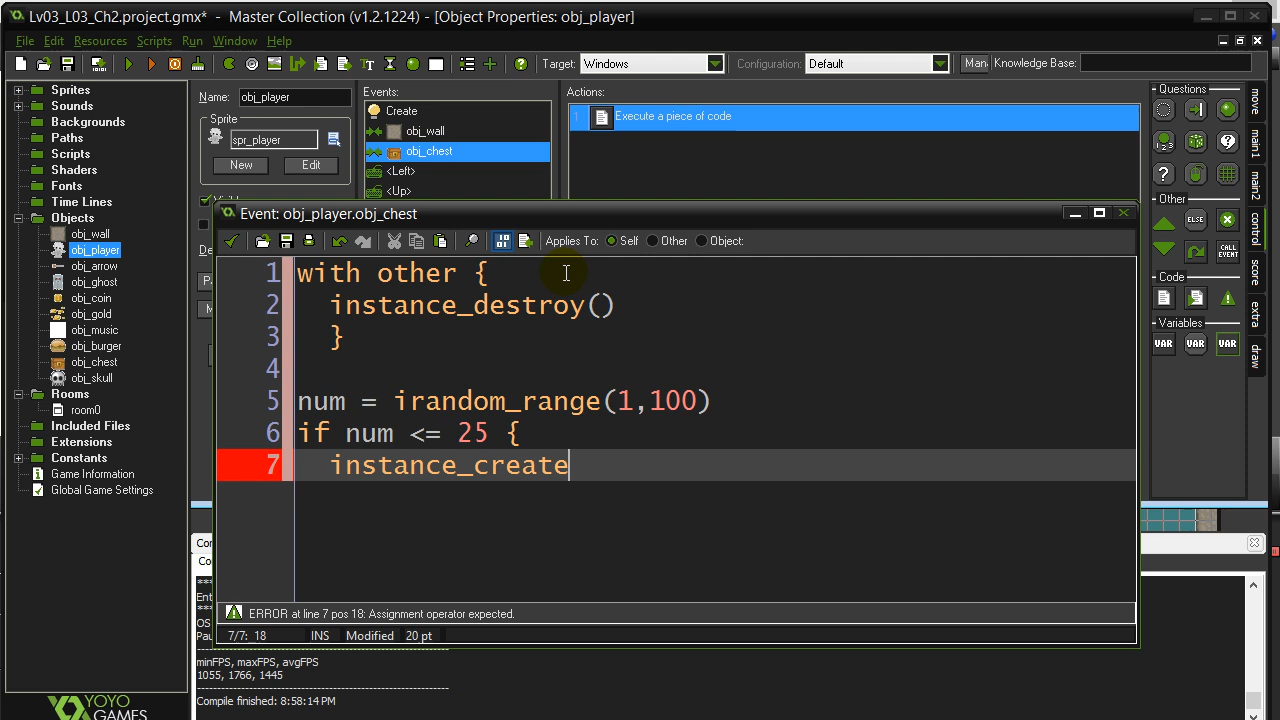 Lv03_L03_Ch2.project.gmx* - Master Collection (v1.2.1224) - [Object Properties: obj_player]
File Edit Resources Scripts Run Window Help
Target: Windows Configuration: Default Man Knowledge Base:
Sprites
Sounds
Backgrounds
Paths
Scripts
Shaders
Fonts
Time Lines
Objects
obj_wall
obj_player
obj_arrow
obj_ghost
obj_coin
obj_gold
obj_music
obj_burger
obj_chest
obj_skull
Rooms
room0
Included Files
Extensions
Constants
Game Information
Global Game Settings
YOYO
GAMES
Name: obj_player
Sprite
spr_player
New Edit
Events:
Create
obj_wall
obj_chest
<Left>
<Up>
Actions:
1 Execute a piece of code
Questions
Other
ELSE
CALL EVENT
Code
Variables
VAR VAR VAR
move
main1
main2
control
score
extra
draw
Event: obj_player.obj_chest
Applies To: Self Other Object:
1 with other {
2 instance_destroy()
3 }
4
5 num = irandom_range(1,100)
6 if num <= 25 {
7 instance_create
ERROR at line 7 pos 18: Assignment operator expected.
7/7: 18 INS Modified 20 pt
minFPS, maxFPS, avgFPS
1055, 1766, 1445
Compile finished: 8:58:14 PM